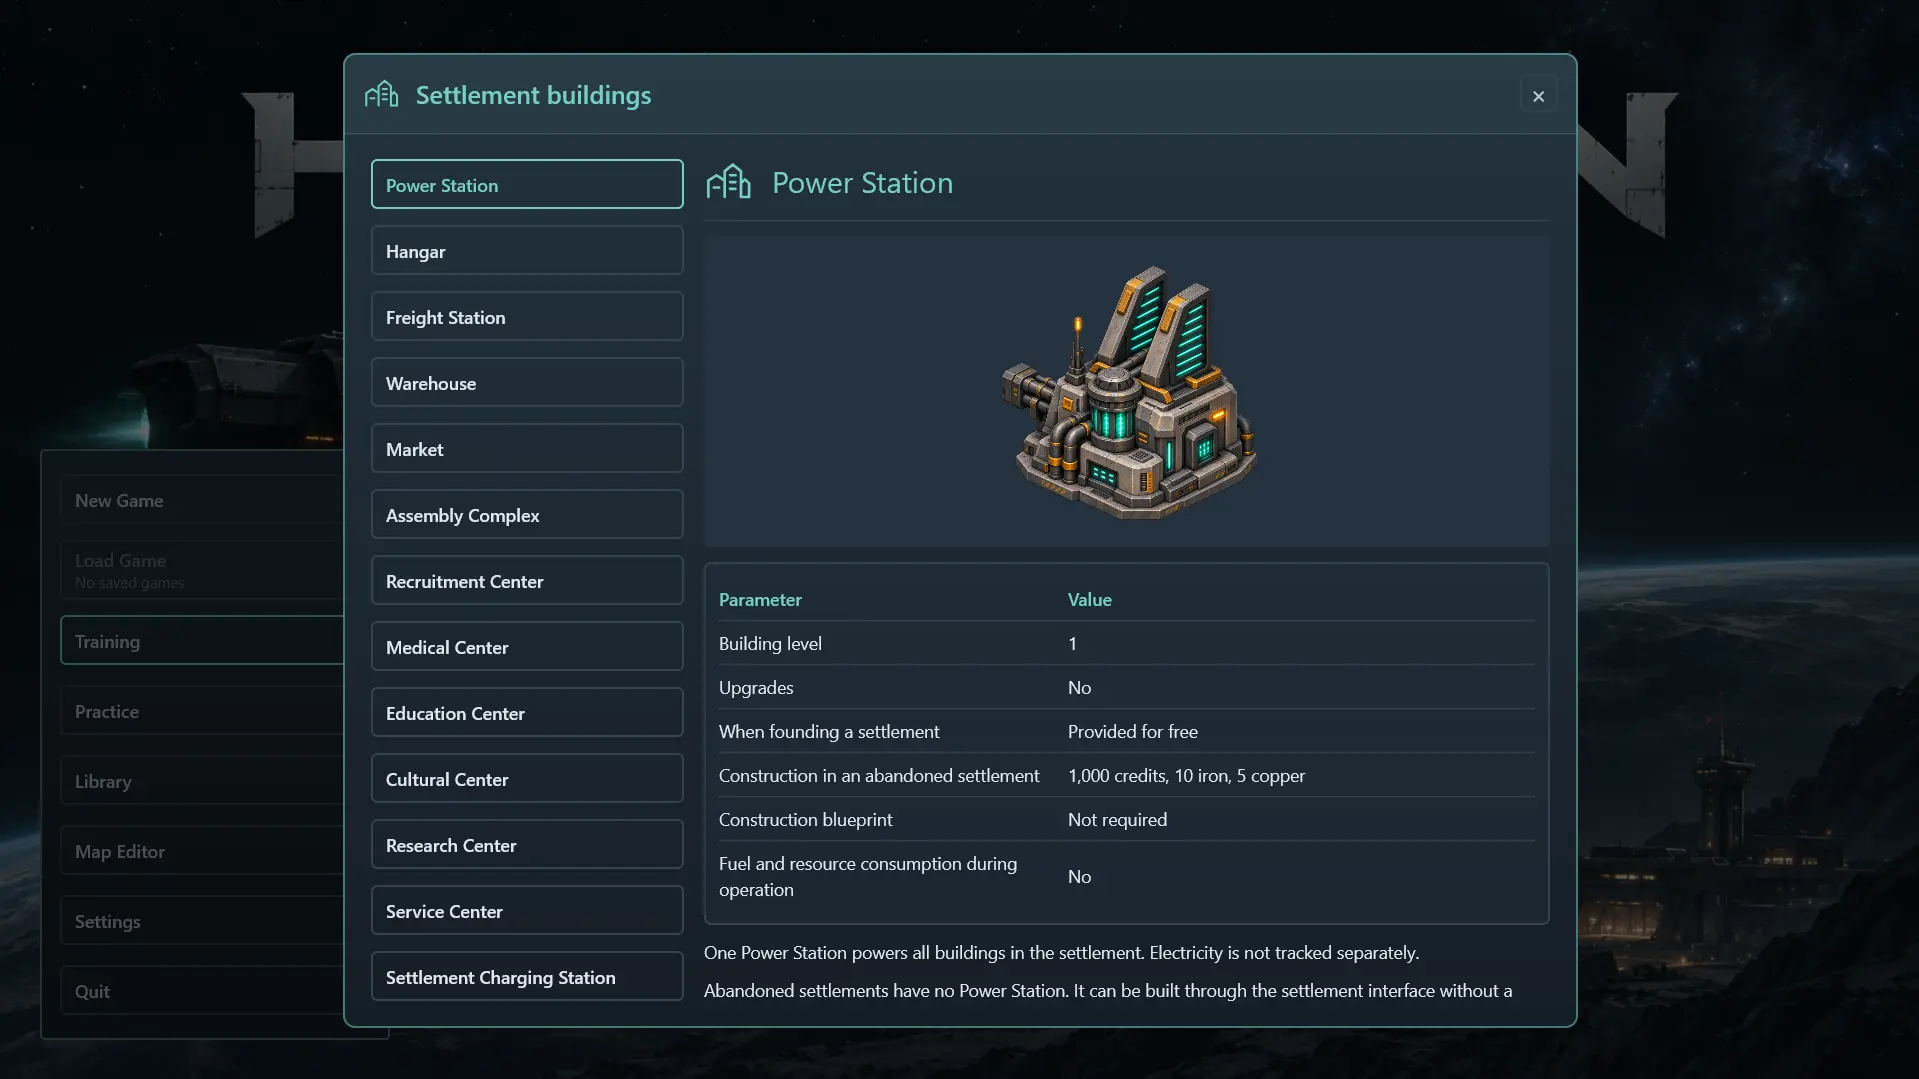 Settlement buildings
×
H
N
Power Station
Hangar
Freight Station
Warehouse
Market
Assembly Complex
Recruitment Center
Medical Center
Education Center
Cultural Center
Research Center
Service Center
Settlement Charging Station
Power Station
Parameter Value
Building level 1
Upgrades No
When founding a settlement Provided for free
Construction in an abandoned settlement 1,000 credits, 10 iron, 5 copper
Construction blueprint Not required
Fuel and resource consumption during
operation No
One Power Station powers all buildings in the settlement. Electricity is not tracked separately.
Abandoned settlements have no Power Station. It can be built through the settlement interface without a
New Game
Load Game
No saved games
Training
Practice
Library
Map Editor
Settings
Quit